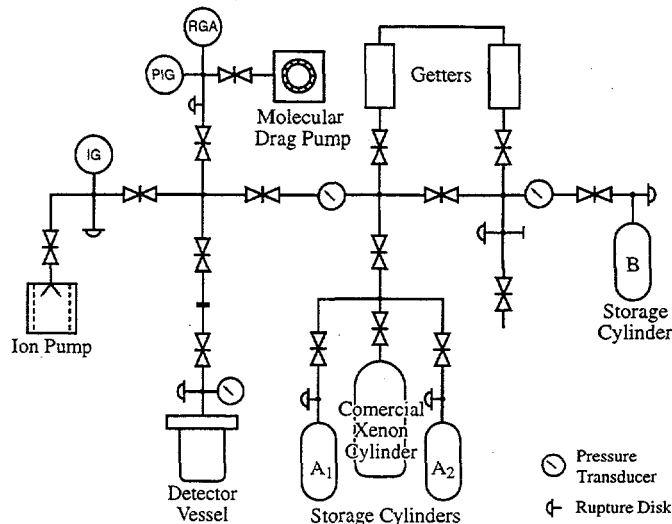 RGA
PIG
Getters
Molecular
Drag Pump
IG
B
Storage
Cylinder
Ion Pump
Comercial
Xenon
Cylinder
A1
A2
Detector
Vessel
Storage Cylinders
Pressure
Transducer
Rupture Disk